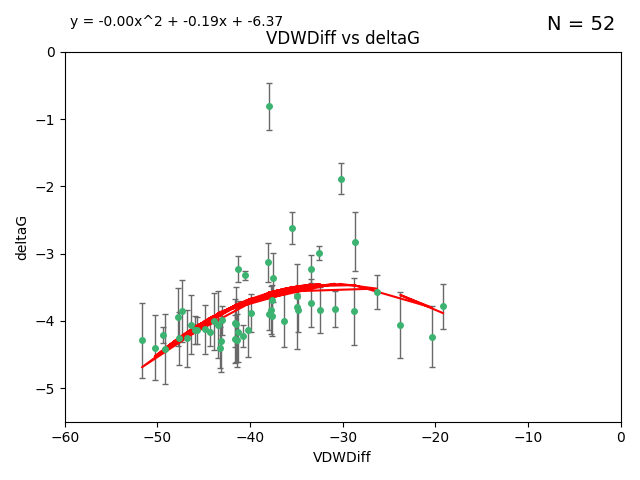 y = -0.00x^2 + -0.19x + -6.37
N = 52
VDWDiff vs deltaG
deltaG
0
−1
−2
−3
−4
−5
−60
−50
−40
−30
−20
−10
0
VDWDiff